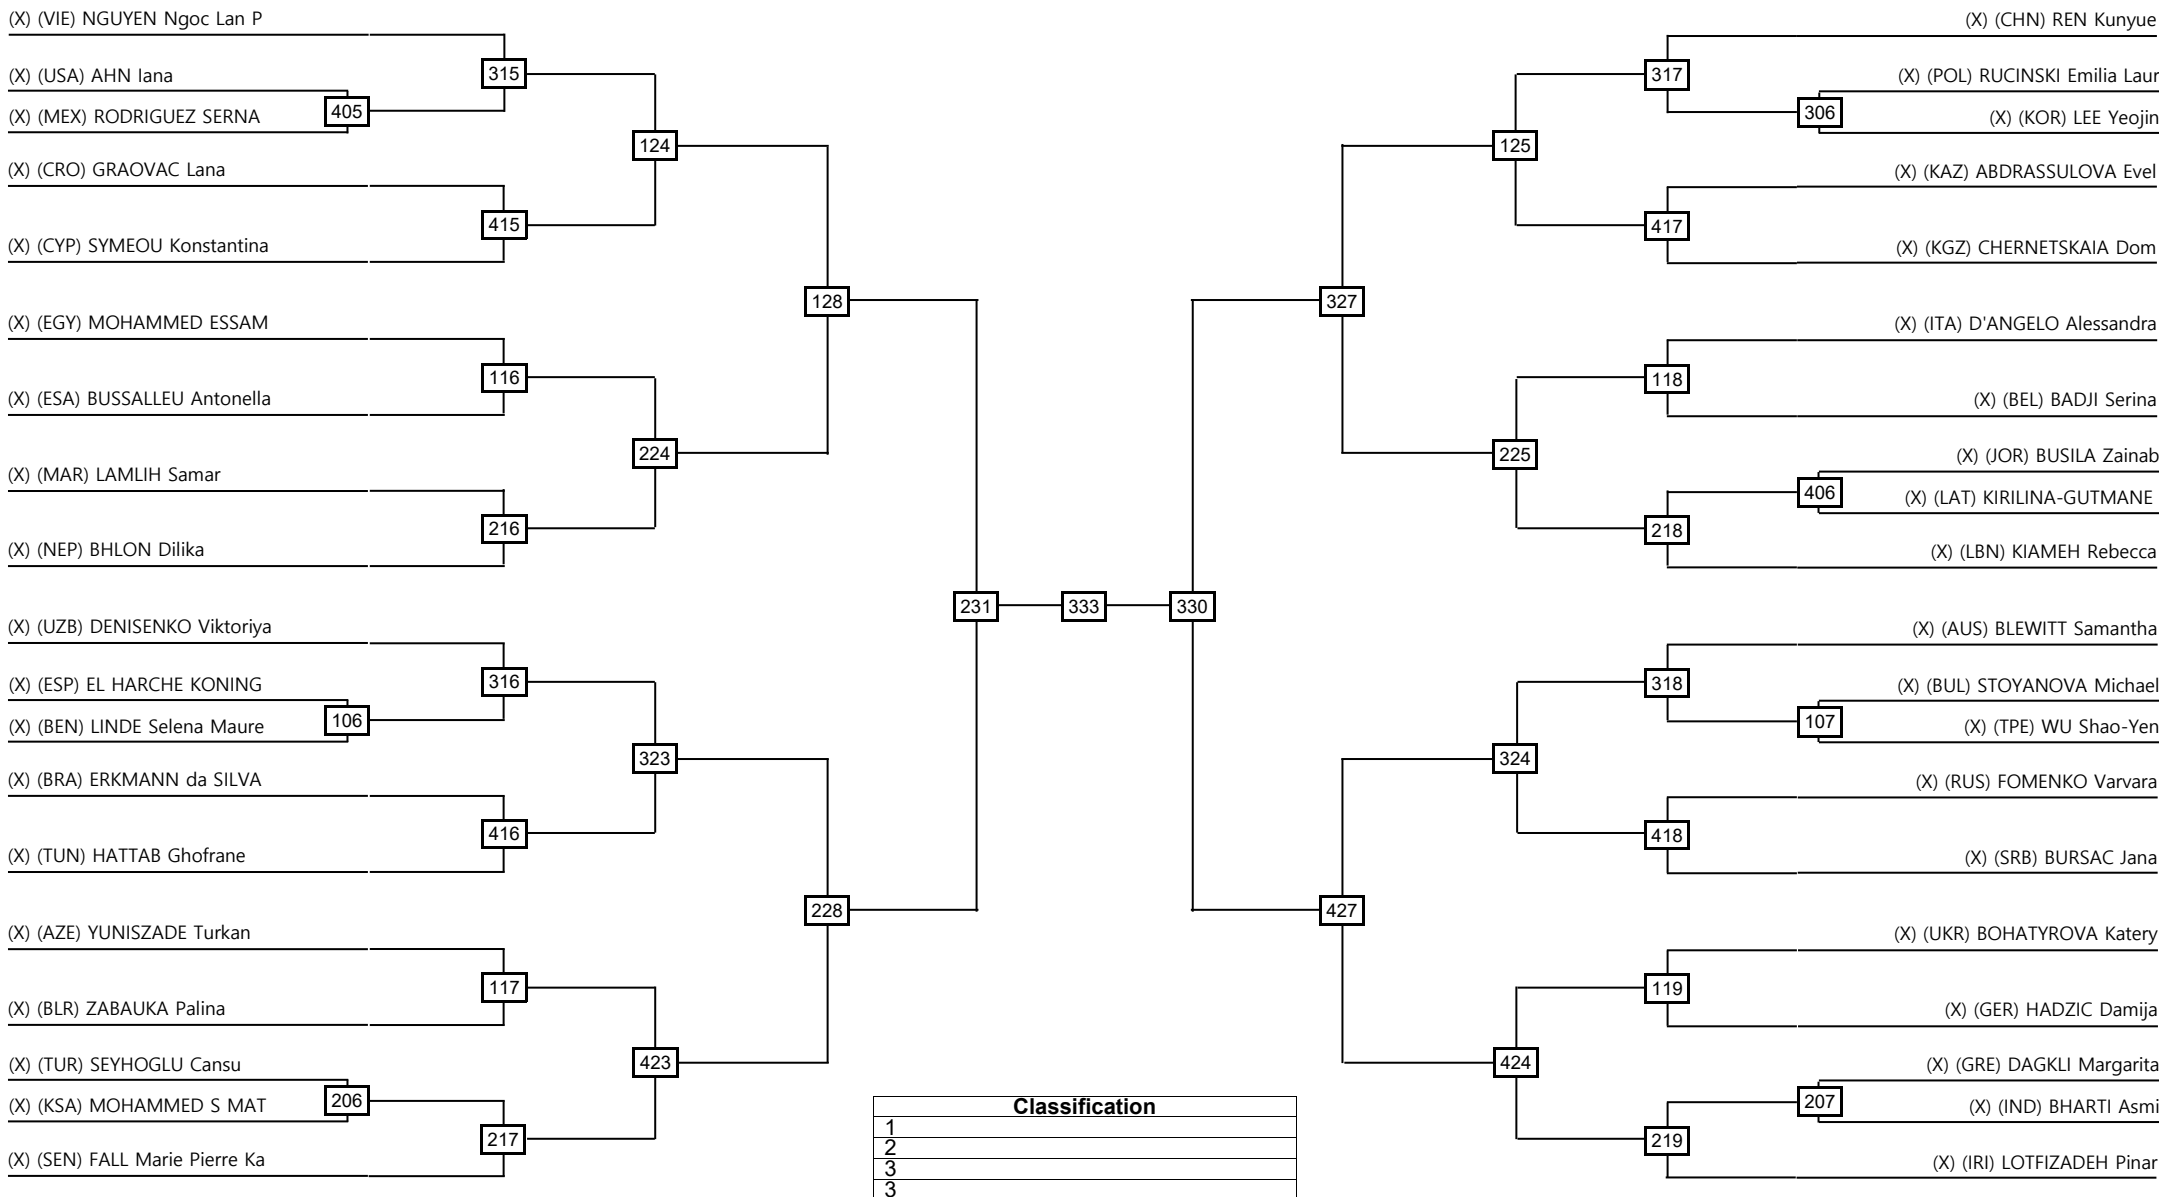 (X) (VIE) NGUYEN Ngoc Lan P
(X) (USA) AHN Iana
(X) (MEX) RODRIGUEZ SERNA
(X) (CRO) GRAOVAC Lana
(X) (CYP) SYMEOU Konstantina
(X) (EGY) MOHAMMED ESSAM
(X) (ESA) BUSSALLEU Antonella
(X) (MAR) LAMLIH Samar
(X) (NEP) BHLON Dilika
(X) (UZB) DENISENKO Viktoriya
(X) (ESP) EL HARCHE KONING
(X) (BEN) LINDE Selena Maure
(X) (BRA) ERKMANN da SILVA
(X) (TUN) HATTAB Ghofrane
(X) (AZE) YUNISZADE Turkan
(X) (BLR) ZABAUKA Palina
(X) (TUR) SEYHOGLU Cansu
(X) (KSA) MOHAMMED S MAT
(X) (SEN) FALL Marie Pierre Ka
405
106
206
315
415
116
216
316
416
117
217
124
224
323
423
128
228
231
333
330
327
427
125
225
324
424
317
417
118
218
318
418
119
219
306
406
107
207
(X) (CHN) REN Kunyue
(X) (POL) RUCINSKI Emilia Laur
(X) (KOR) LEE Yeojin
(X) (KAZ) ABDRASSULOVA Evel
(X) (KGZ) CHERNETSKAIA Dom
(X) (ITA) D'ANGELO Alessandra
(X) (BEL) BADJI Serina
(X) (JOR) BUSILA Zainab
(X) (LAT) KIRILINA-GUTMANE
(X) (LBN) KIAMEH Rebecca
(X) (AUS) BLEWITT Samantha
(X) (BUL) STOYANOVA Michael
(X) (TPE) WU Shao-Yen
(X) (RUS) FOMENKO Varvara
(X) (SRB) BURSAC Jana
(X) (UKR) BOHATYROVA Katery
(X) (GER) HADZIC Damija
(X) (GRE) DAGKLI Margarita
(X) (IND) BHARTI Asmi
(X) (IRI) LOTFIZADEH Pinar
Classification
1
2
3
3